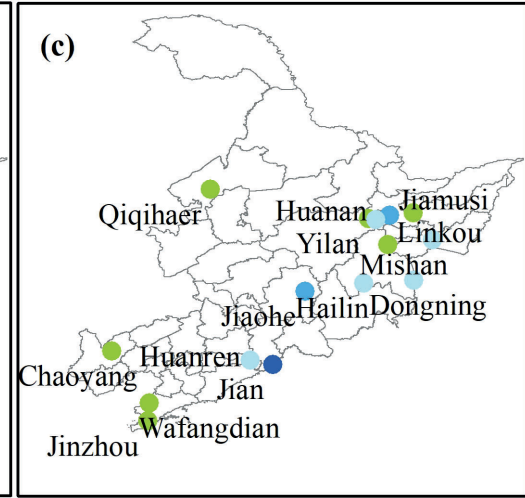 (c)
Qiqihaer
Huanan
Jiamusi
Yilan
Linkou
Mishan
Jiaohe
Hailin
Dongning
Huanren
Chaoyang
Jian
Wafangdian
Jinzhou